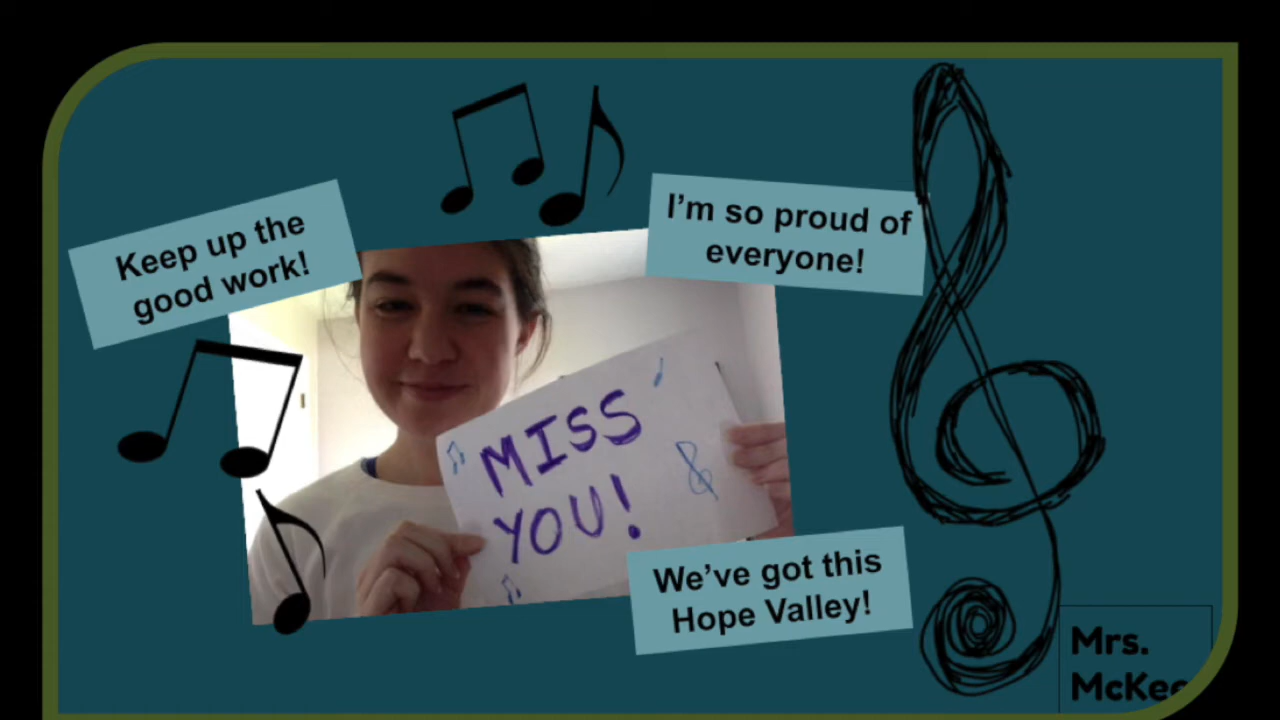 Keep up the
good work!
I'm so proud of
everyone!
MISS
YOU!
We've got this
Hope Valley!
Mrs.